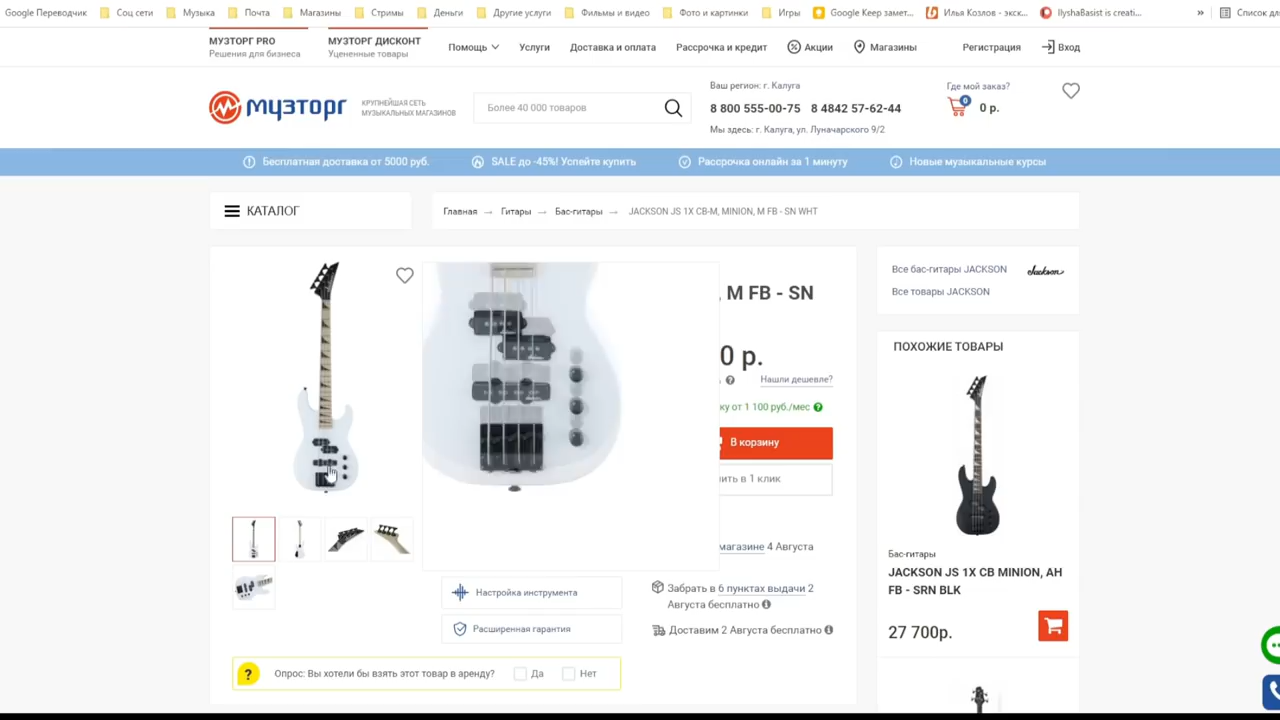 Google Переводчик
Соц сети
Музыка
Почта
Магазины
Стримы
Деньги
Другие услуги
Фильмы и видео
Фото и картинки
Игры
Google Keep замет...
Илья Козлов - экск...
IlyshaBasist is creati...
»
МУЗТОРГ PRO
Решения для бизнеса
МУЗТОРГ ДИСКОНТ
Уцененные товары
Помощь
Услуги
Доставка и оплата
Рассрочка и кредит
Акции
Магазины
Регистрация
Вход
музторг
КРУПНЕЙШАЯ СЕТЬ
МУЗЫКАЛЬНЫХ МАГАЗИНОВ
Более 40 000 товаров
Ваш регион: г. Калуга
8 800 555-00-75 8 4842 57-62-44
Мы здесь: г. Калуга, ул. Луначарского 9/2
Где мой заказ?
0
0 р.
Бесплатная доставка от 5000 руб.
SALE до -45%! Успейте купить
Рассрочка онлайн за 1 минуту
Новые музыкальные курсы
КАТАЛОГ
Главная → Гитары → Бас-гитары → JACKSON JS 1X CB-M, MINION, M FB - SN WHT
, M FB - SN
0 р.
Нашли дешевле?
ку от 1 100 руб./мес
В корзину
ить в 1 клик
магазине 4 Августа
Забрать в 6 пунктах выдачи 2
Августа бесплатно
Доставим 2 Августа бесплатно
Настройка инструмента
Расширенная гарантия
? Опрос: Вы хотели бы взять этот товар в аренду? Да Нет
Все бас-гитары JACKSON
Jackson
Все товары JACKSON
ПОХОЖИЕ ТОВАРЫ
Бас-гитары
JACKSON JS 1X CB MINION, AH
FB - SRN BLK
27 700р.